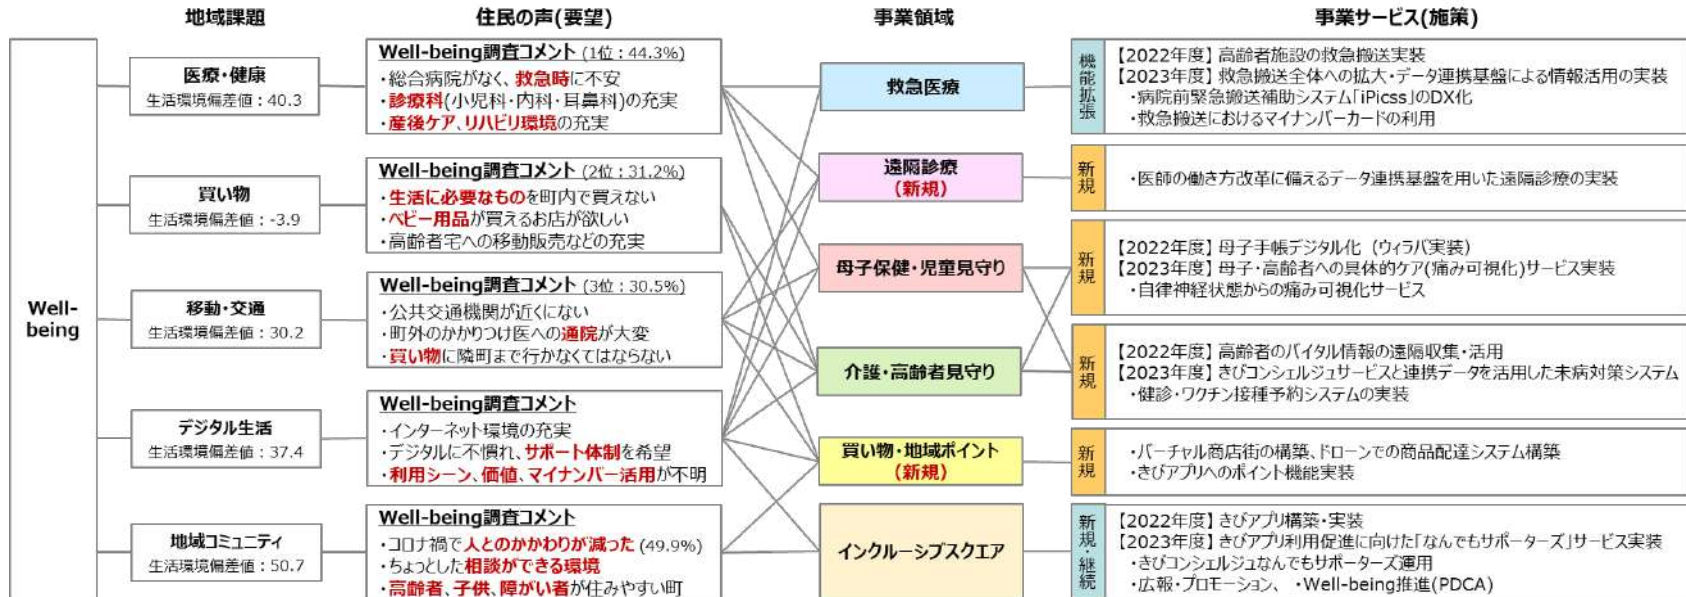 地域課題
住民の声(要望)
事業領域
事業サービス(施策)
Well-
being
医療・健康
生活環境偏差値：40.3
買い物
生活環境偏差値：-3.9
移動・交通
生活環境偏差値：30.2
デジタル生活
生活環境偏差値：37.4
地域コミュニティ
生活環境偏差値：50.7
Well-being調査コメント (1位：44.3%)
・総合病院がなく、救急時に不安
・診療科(小児科・内科・耳鼻科)の充実
・産後ケア、リハビリ環境の充実
Well-being調査コメント (2位：31.2%)
・生活に必要なものを町内で買えない
・ベビー用品が買えるお店が欲しい
・高齢者宅への移動販売などの充実
Well-being調査コメント (3位：30.5%)
・公共交通機関が近くにない
・町外のかかりつけ医への通院が大変
・買い物に隣町まで行かなくてはならない
Well-being調査コメント
・インターネット環境の充実
・デジタルに不慣れ、サポート体制を希望
・利用シーン、価値、マイナンバー活用が不明
Well-being調査コメント
・コロナ禍で人とのかかわりが減った (49.9%)
・ちょっとした相談ができる環境
・高齢者、子供、障がい者が住みやすい町
救急医療
遠隔診療
(新規)
母子保健・児童見守り
介護・高齢者見守り
買い物・地域ポイント
(新規)
インクルーシブスクエア
機能拡張
【2022年度】高齢者施設の救急搬送実装
【2023年度】救急搬送全体への拡大・データ連携基盤による情報活用の実装
・病院前緊急搬送補助システム「iPicss」のDX化
・救急搬送におけるマイナンバーカードの利用
新規
・医師の働き方改革に備えるデータ連携基盤を用いた遠隔診療の実装
新規
【2022年度】母子手帳デジタル化 (ウィラバ実装)
【2023年度】母子・高齢者への具体的ケア(痛み可視化)サービス実装
・自律神経状態からの痛み可視化サービス
新規
【2022年度】高齢者のバイタル情報の遠隔収集・活用
【2023年度】きびコンシェルジュサービスと連携データを活用した未病対策システム
・健診・ワクチン接種予約システムの実装
新規
・バーチャル商店街の構築、ドローンでの商品配達システム構築
・きびアプリへのポイント機能実装
新規・継続
【2022年度】きびアプリ構築・実装
【2023年度】きびアプリ利用促進に向けた「なんでもサポーターズ」サービス実装
・きびコンシェルジュなんでもサポーターズ運用
・広報・プロモーション、 ・Well-being推進(PDCA)